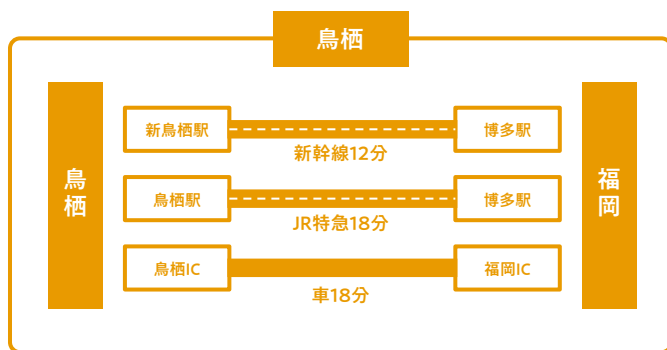 鳥栖
鳥栖
新鳥栖駅
新幹線12分
博多駅
鳥栖駅
JR特急18分
博多駅
鳥栖IC
車18分
福岡IC
福岡